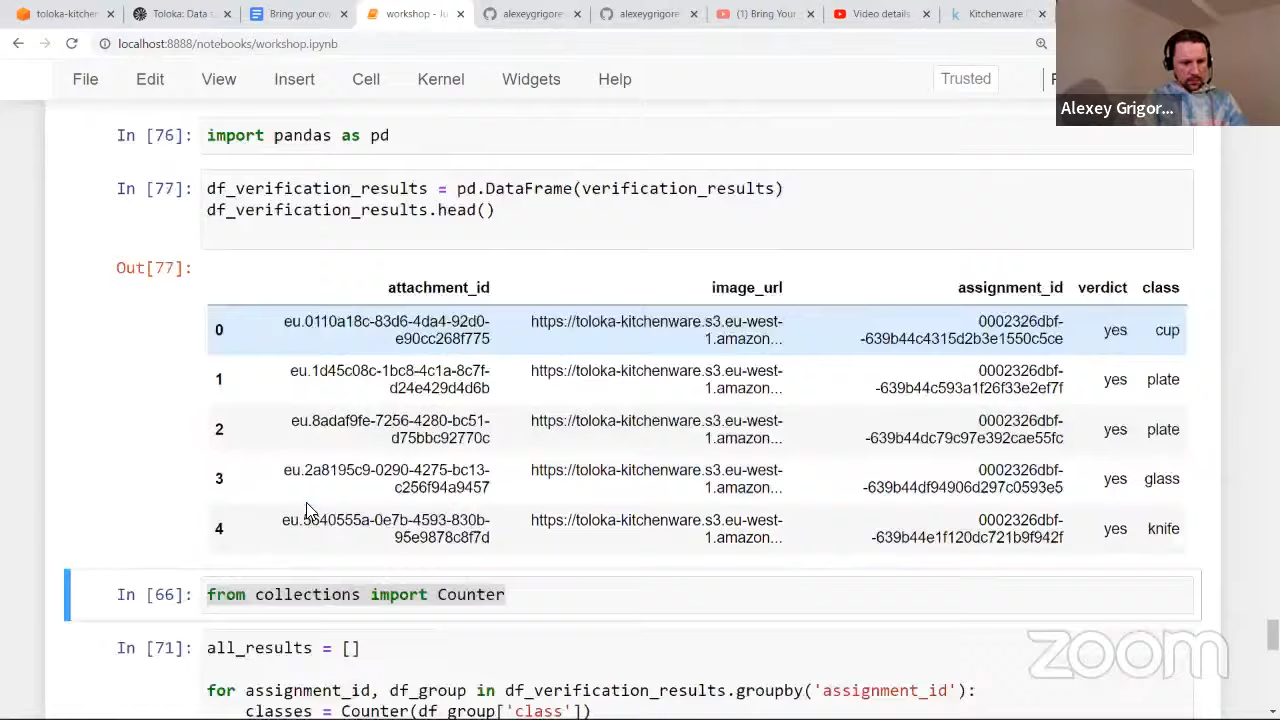 toloka-kitchen
Toloka: Data s
Bring your ow
workshop - Ju
alexeygrigore
alexeygrigore
(1) Bring Your
Video details
Kitchenware C
localhost:8888/notebooks/workshop.ipynb
Alexey Grigor...
File Edit View Insert Cell Kernel Widgets Help Trusted
In [76]: import pandas as pd
In [77]: df_verification_results = pd.DataFrame(verification_results)
df_verification_results.head()
Out[77]:
attachment_id image_url assignment_id verdict class
0 eu.0110a18c-83d6-4da4-92d0-e90cc268f775 https://toloka-kitchenware.s3.eu-west-1.amazon... 0002326dbf--639b44c4315d2b3e1550c5ce yes cup
1 eu.1d45c08c-1bc8-4c1a-8c7f-d24e429d4d6b https://toloka-kitchenware.s3.eu-west-1.amazon... 0002326dbf--639b44c593a1f26f33e2ef7f yes plate
2 eu.8adaf9fe-7256-4280-bc51-d75bbc92770c https://toloka-kitchenware.s3.eu-west-1.amazon... 0002326dbf--639b44dc79c97e392cae55fc yes plate
3 eu.2a8195c9-0290-4275-bc13-c256f94a9457 https://toloka-kitchenware.s3.eu-west-1.amazon... 0002326dbf--639b44df94906d297c0593e5 yes glass
4 95e9878c8f7d https://toloka-kitchenware.s3.eu-west-1.amazon... 0002326dbf--639b44e1f120dc721b9f942f yes knife
In [66]: from collections import Counter
In [71]: all_results = []
for assignment_id, df_group in df_verification_results.groupby('assignment_id'):
classes = Counter(df_group['class'])
zoom